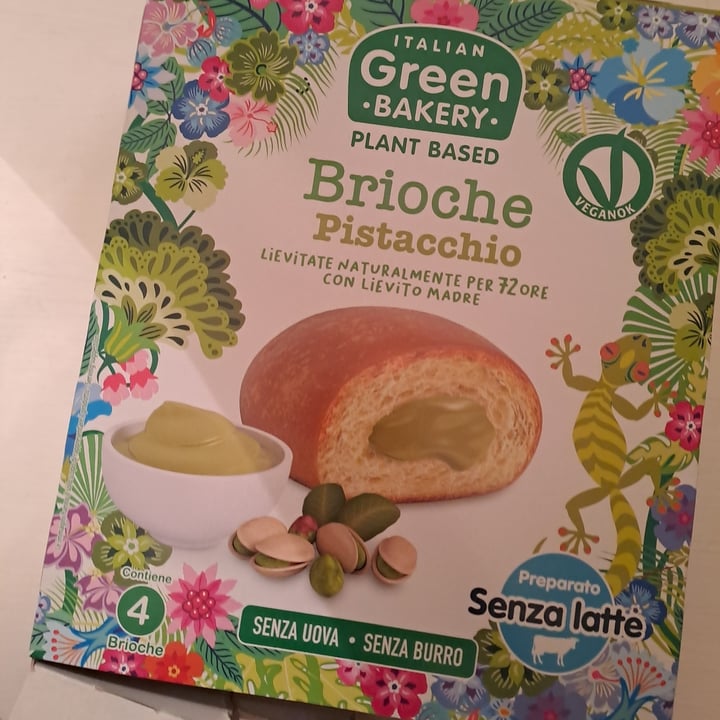 ITALIAN
Green
•BAKERY•
PLANT BASED
VEGANOK
Brioche
Pistacchio
LiEVITATE NATURALMENTE PER 72 ORE
CON LiEVITO MADRE
Contiene
4
Brioche
SENZA UOVA • SENZA BURRO
Preparato
Senza latte